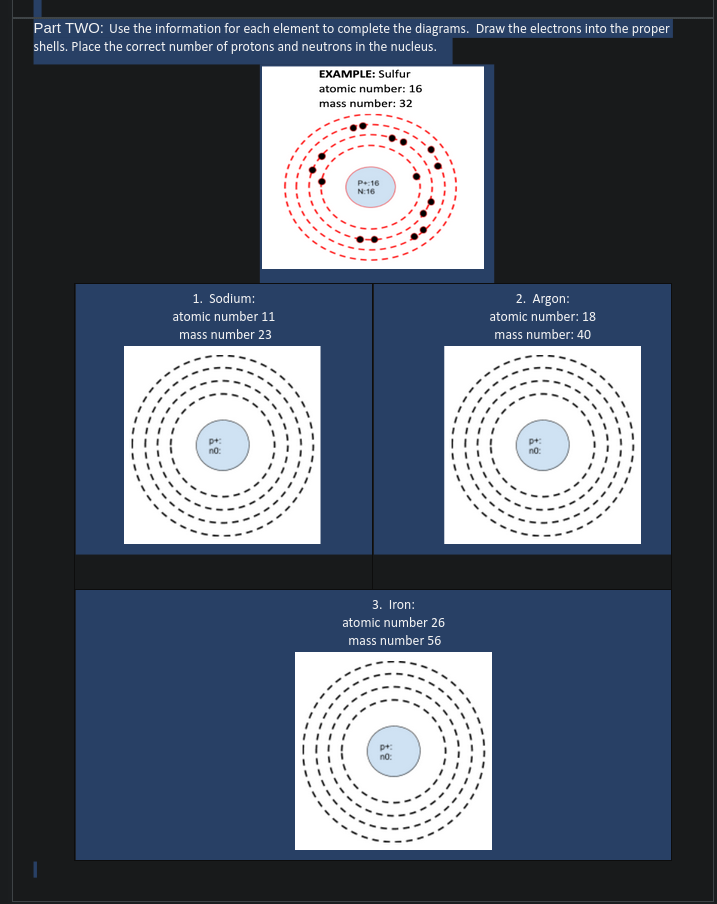 Part TWO: Use the information for each element to complete the diagrams. Draw the electrons into the proper
shells. Place the correct number of protons and neutrons in the nucleus.
EXAMPLE: Sulfur
atomic number: 16
mass number: 32
P+:16
N:16
1. Sodium:
atomic number 11
mass number 23
p+:
n0:
2. Argon:
atomic number: 18
mass number: 40
p+:
n0:
3. Iron:
atomic number 26
mass number 56
p+:
n0: